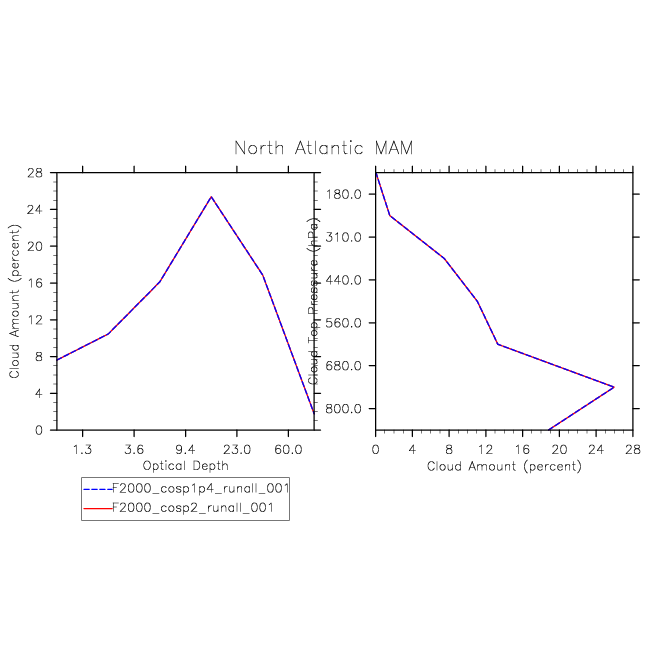 North Atlantic MAM
Cloud Amount (percent)
28
24
20
16
12
8
4
0
1.3 3.6 9.4 23.0 60.0
Optical Depth
Cloud Top Pressure (hPa)
180.0
310.0
440.0
560.0
680.0
800.0
0 4 8 12 16 20 24 28
Cloud Amount (percent)
F2000_cosp1p4_runall_001
F2000_cosp2_runall_001